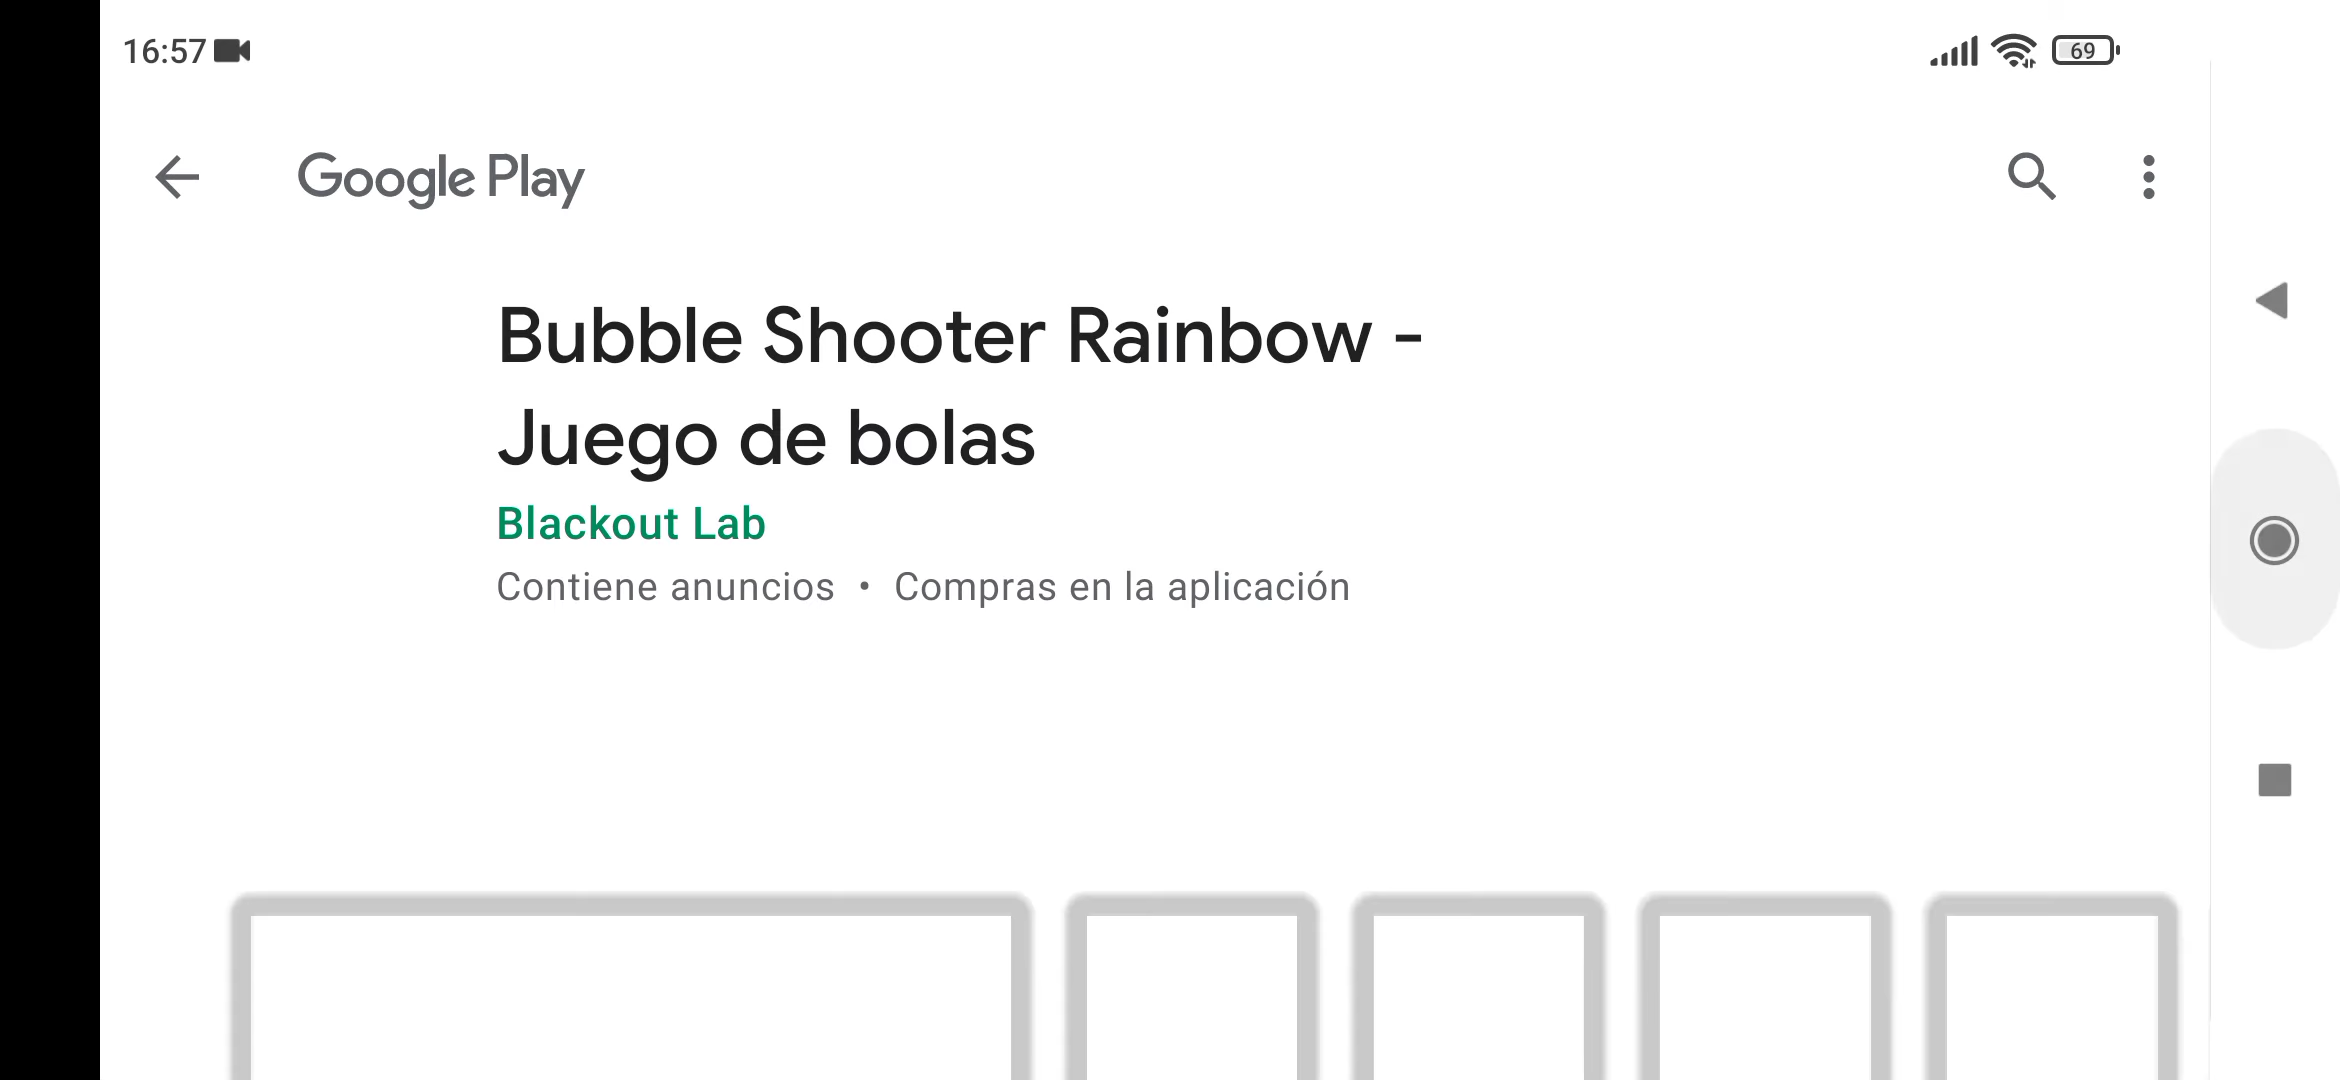 16:57
69
Google Play
Bubble Shooter Rainbow -
Juego de bolas
Blackout Lab
Contiene anuncios • Compras en la aplicación